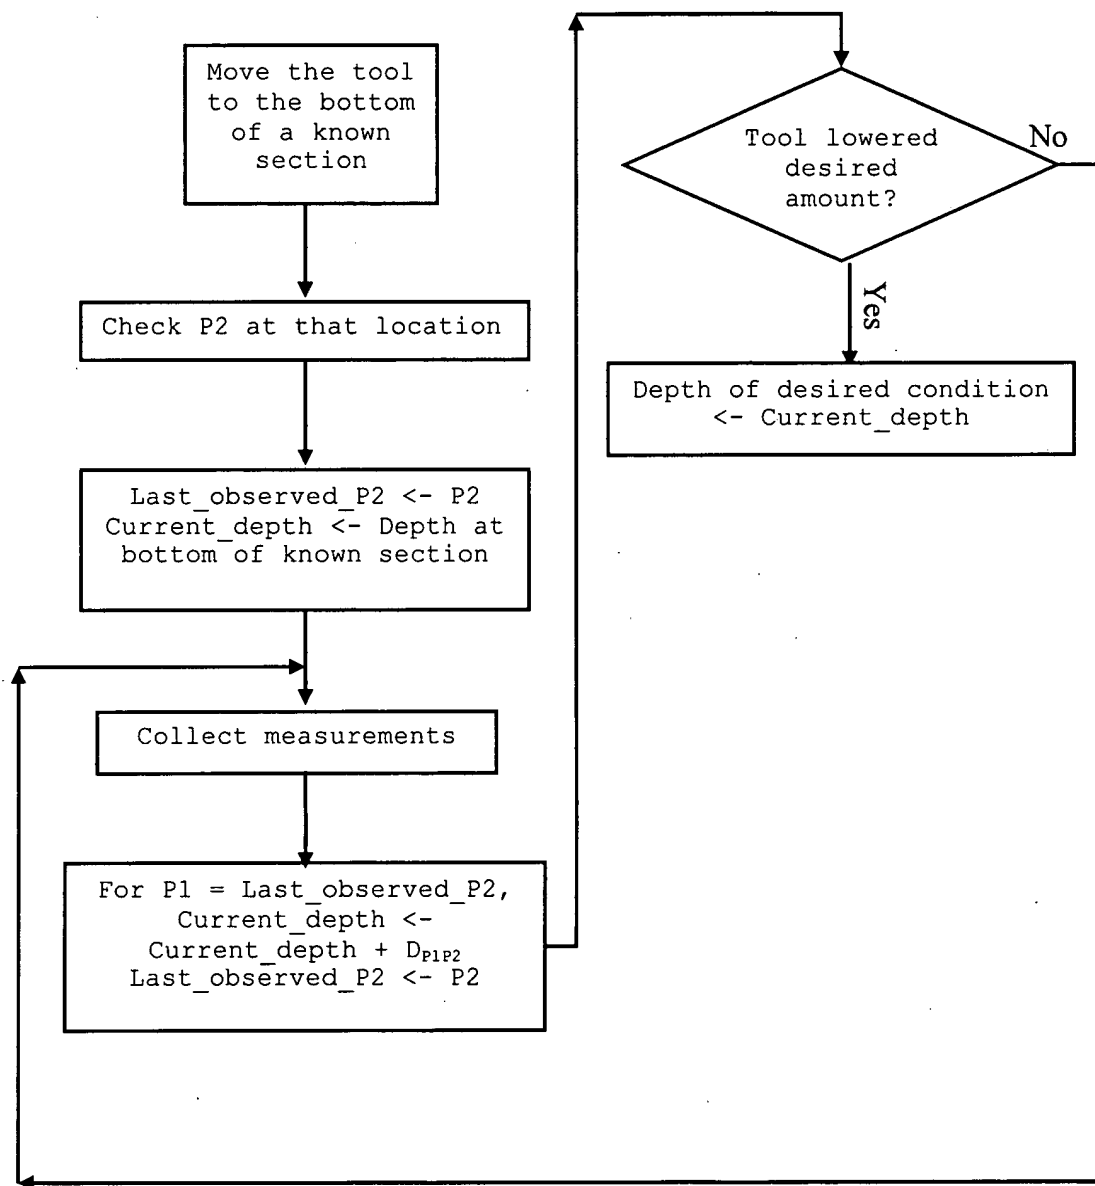 Move the tool
to the bottom
of a known
section
Check P2 at that location
Last_observed_P2 <- P2
Current_depth <- Depth at
bottom of known section
Collect measurements
For P1 = Last_observed_P2,
Current_depth <-
Current_depth + D_P1P2
Last_observed_P2 <- P2
Tool lowered
desired
amount?
No
Yes
Depth of desired condition
<- Current_depth